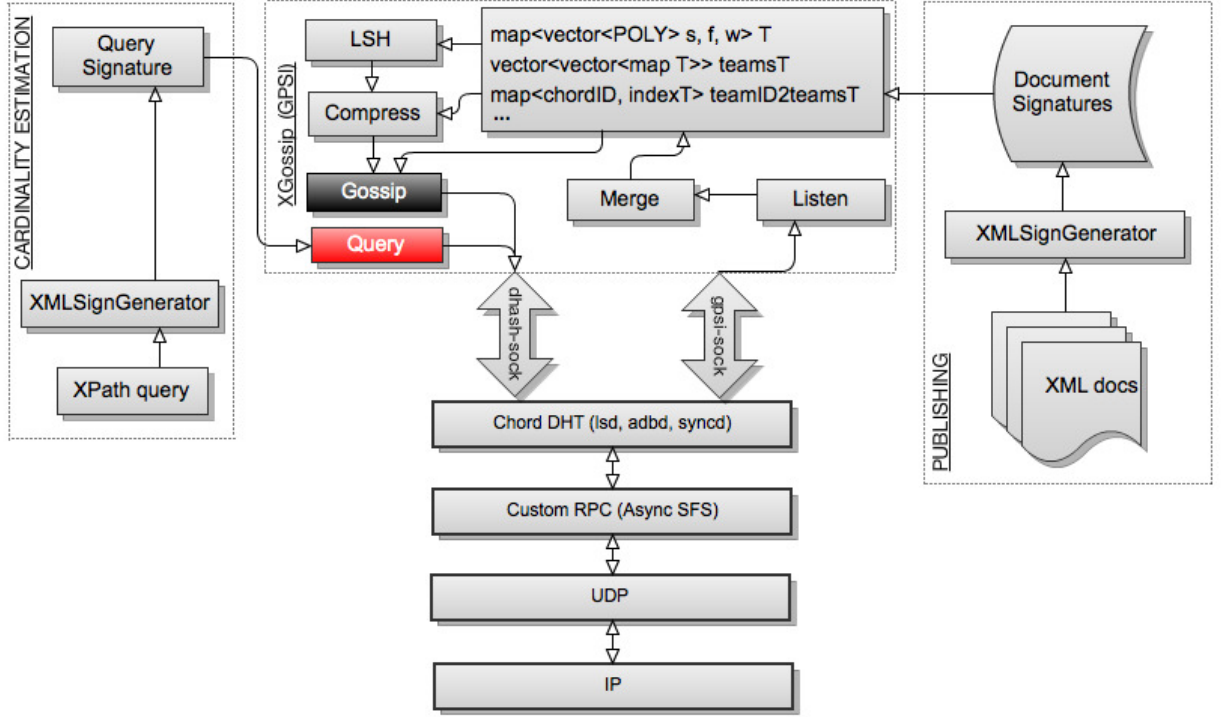 CARDINALITY ESTIMATION
Query
Signature
XMLSignGenerator
XPath query
XGossip (GPSI)
LSH
Compress
Gossip
Query
map<vector<POLY> s, f, w> T
vector<vector<map T>> teamsT
map<chordID, indexT> teamID2teamsT
...
Merge
Listen
PUBLISHING
Document
Signatures
XMLSignGenerator
XML docs
dhash-sock
gpsi-sock
Chord DHT (lsd, adbd, syncd)
Custom RPC (Async SFS)
UDP
IP